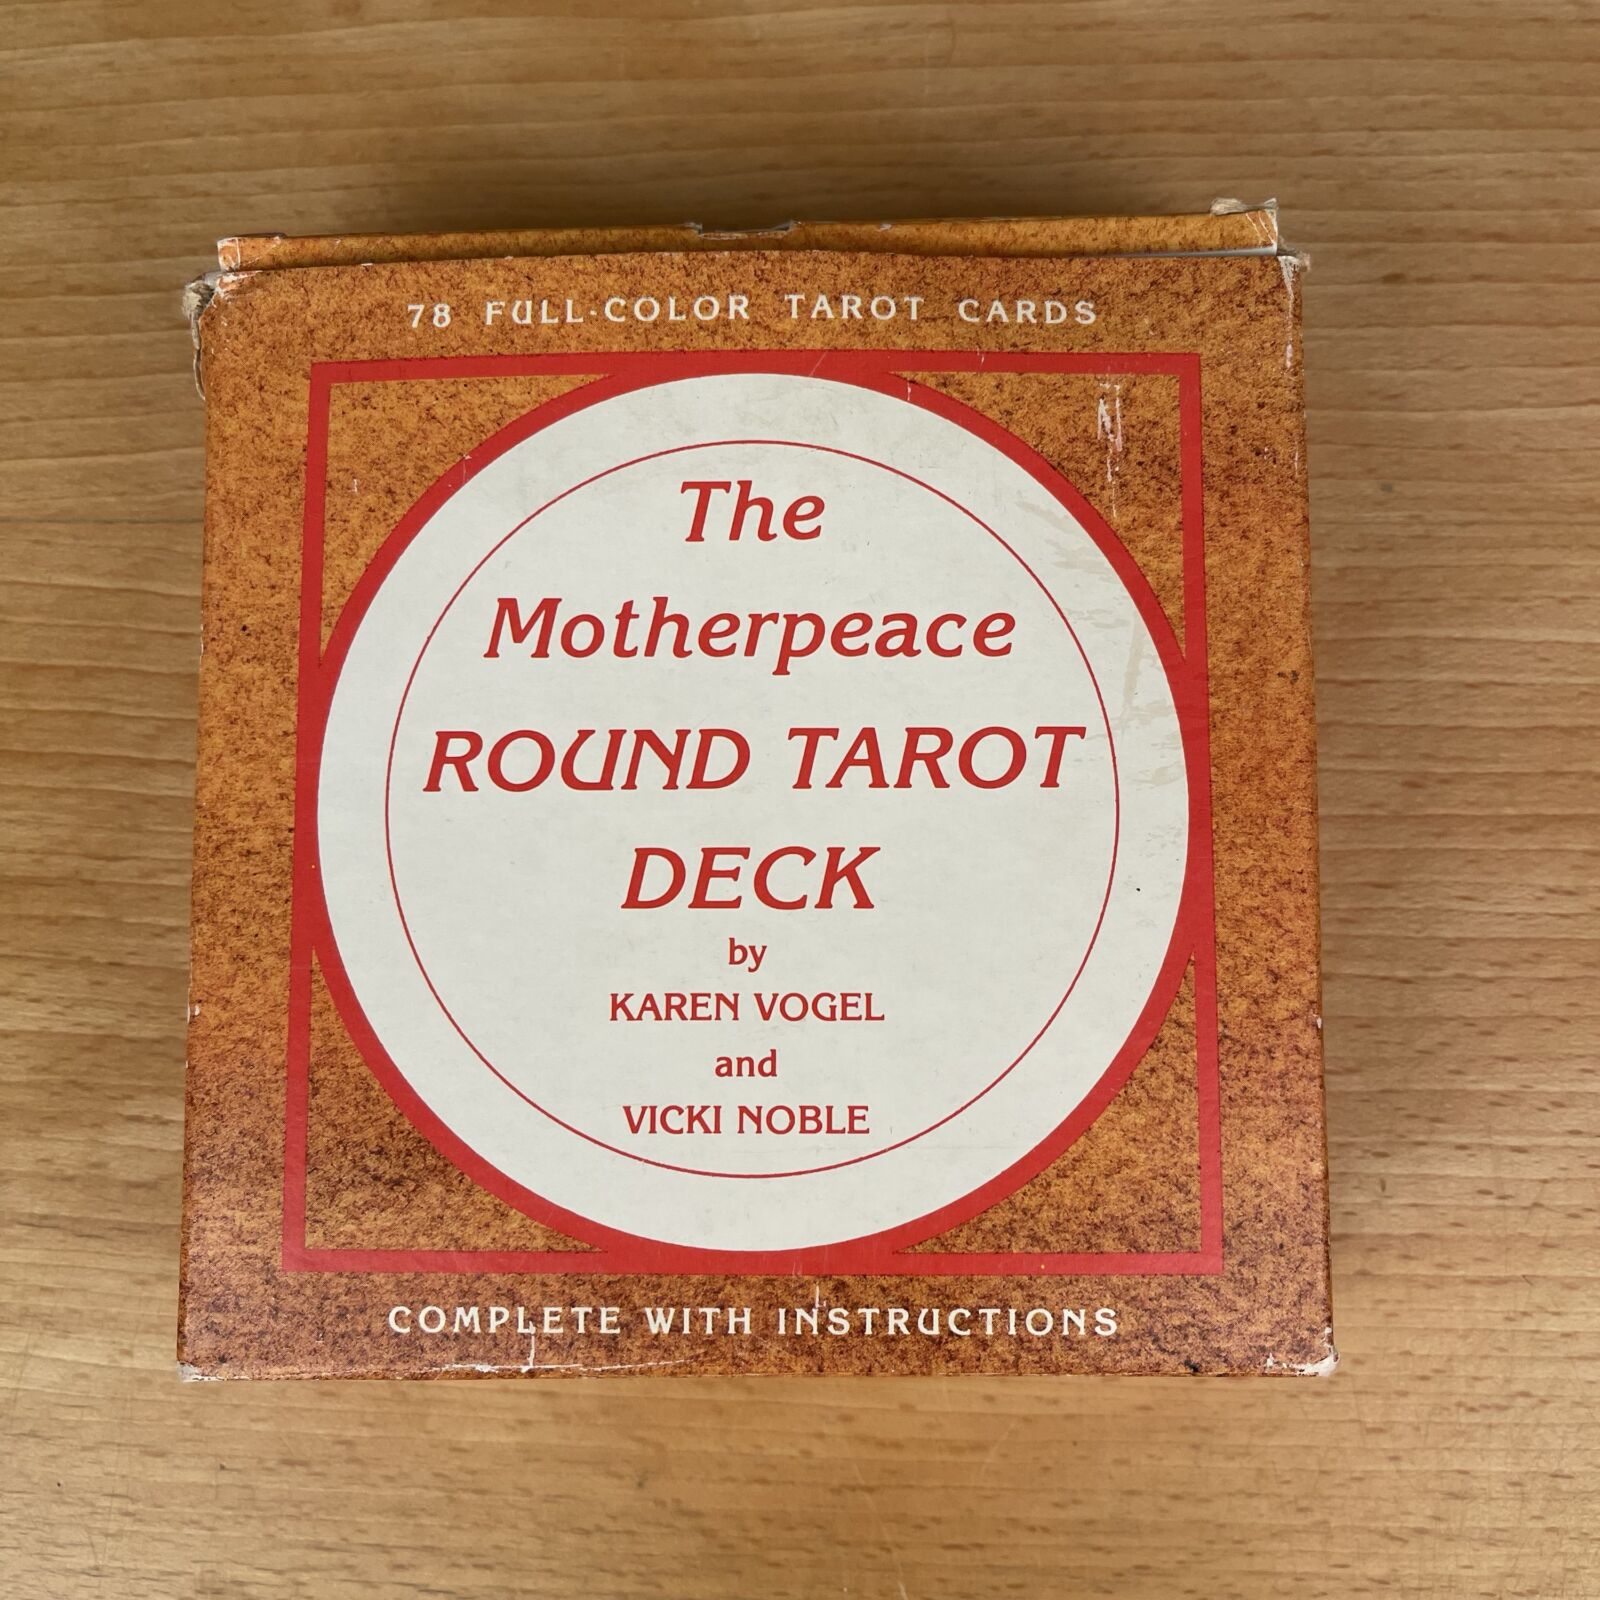 78 FULL-COLOR TAROT CARDS
The
Motherpeace
ROUND TAROT
DECK
by
KAREN VOGEL
and
VICKI NOBLE
COMPLETE WITH INSTRUCTIONS